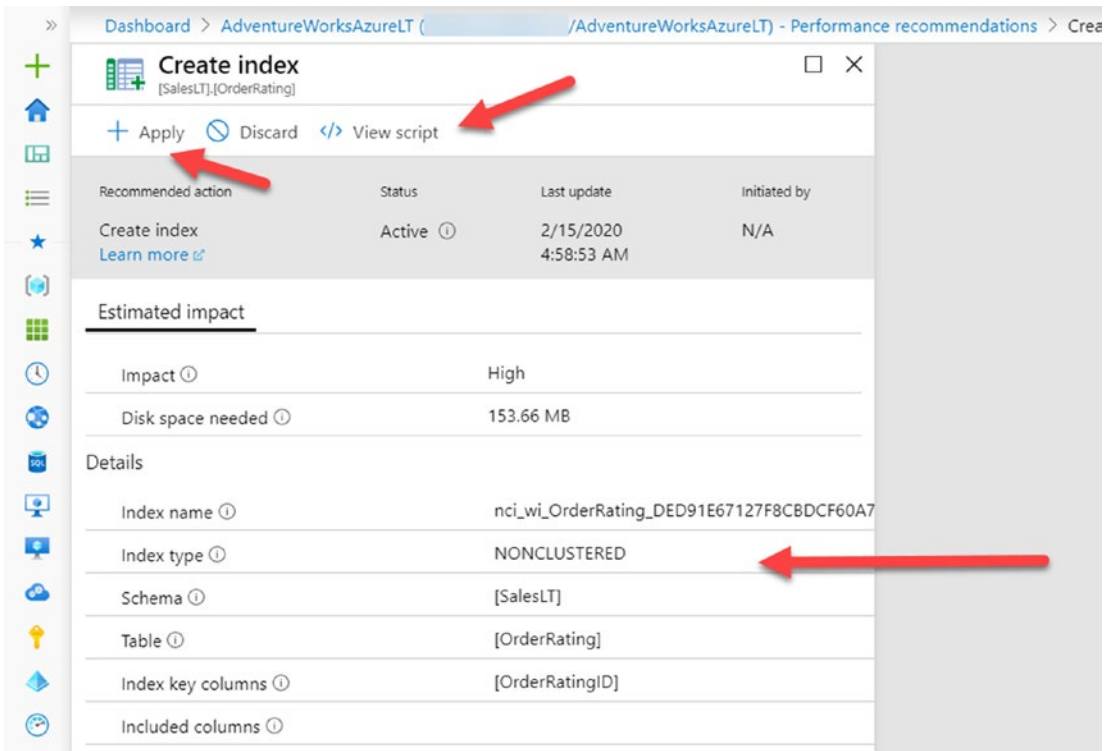 » Dashboard > AdventureWorksAzureLT ( /AdventureWorksAzureLT) - Performance recommendations > Crea
Create index
[SalesLT].[OrderRating]
Apply Discard </> View script
Recommended action Status Last update Initiated by
Create index Active 2/15/2020 N/A
Learn more 4:58:53 AM
Estimated impact
Impact High
Disk space needed 153.66 MB
Details
Index name nci_wi_OrderRating_DED91E67127F8CBDCF60A7
Index type NONCLUSTERED
Schema [SalesLT]
Table [OrderRating]
Index key columns [OrderRatingID]
Included columns
SQL